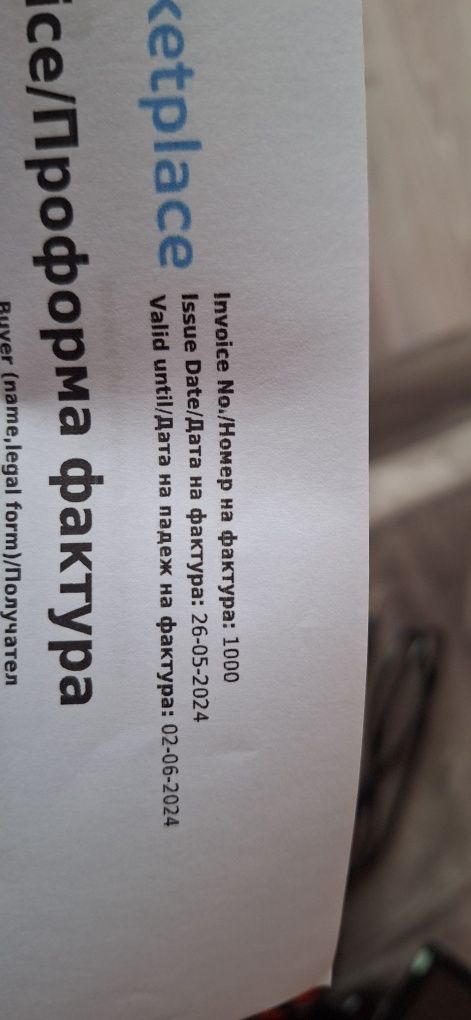 Invoice No./Номер на фактура: 1000
Issue Date/Дата на фактура: 26-05-2024
Valid until/Дата на падеж на фактура: 02-06-2024
ketplace
ice/Проформа фактура
Buyer (name,legal form)/Получател